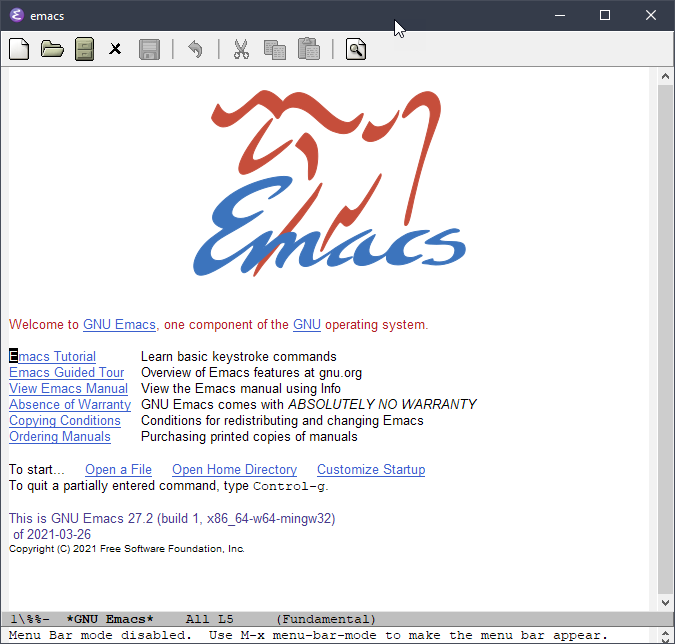 emacs
Emacs
Welcome to GNU Emacs, one component of the GNU operating system.
Emacs Tutorial Learn basic keystroke commands
Emacs Guided Tour Overview of Emacs features at gnu.org
View Emacs Manual View the Emacs manual using Info
Absence of Warranty GNU Emacs comes with ABSOLUTELY NO WARRANTY
Copying Conditions Conditions for redistributing and changing Emacs
Ordering Manuals Purchasing printed copies of manuals
To start... Open a File Open Home Directory Customize Startup
To quit a partially entered command, type Control-g.
This is GNU Emacs 27.2 (build 1, x86_64-w64-mingw32)
of 2021-03-26
Copyright (C) 2021 Free Software Foundation, Inc.
1\%%- *GNU Emacs* All L5 (Fundamental)
Menu Bar mode disabled. Use M-x menu-bar-mode to make the menu bar appear.